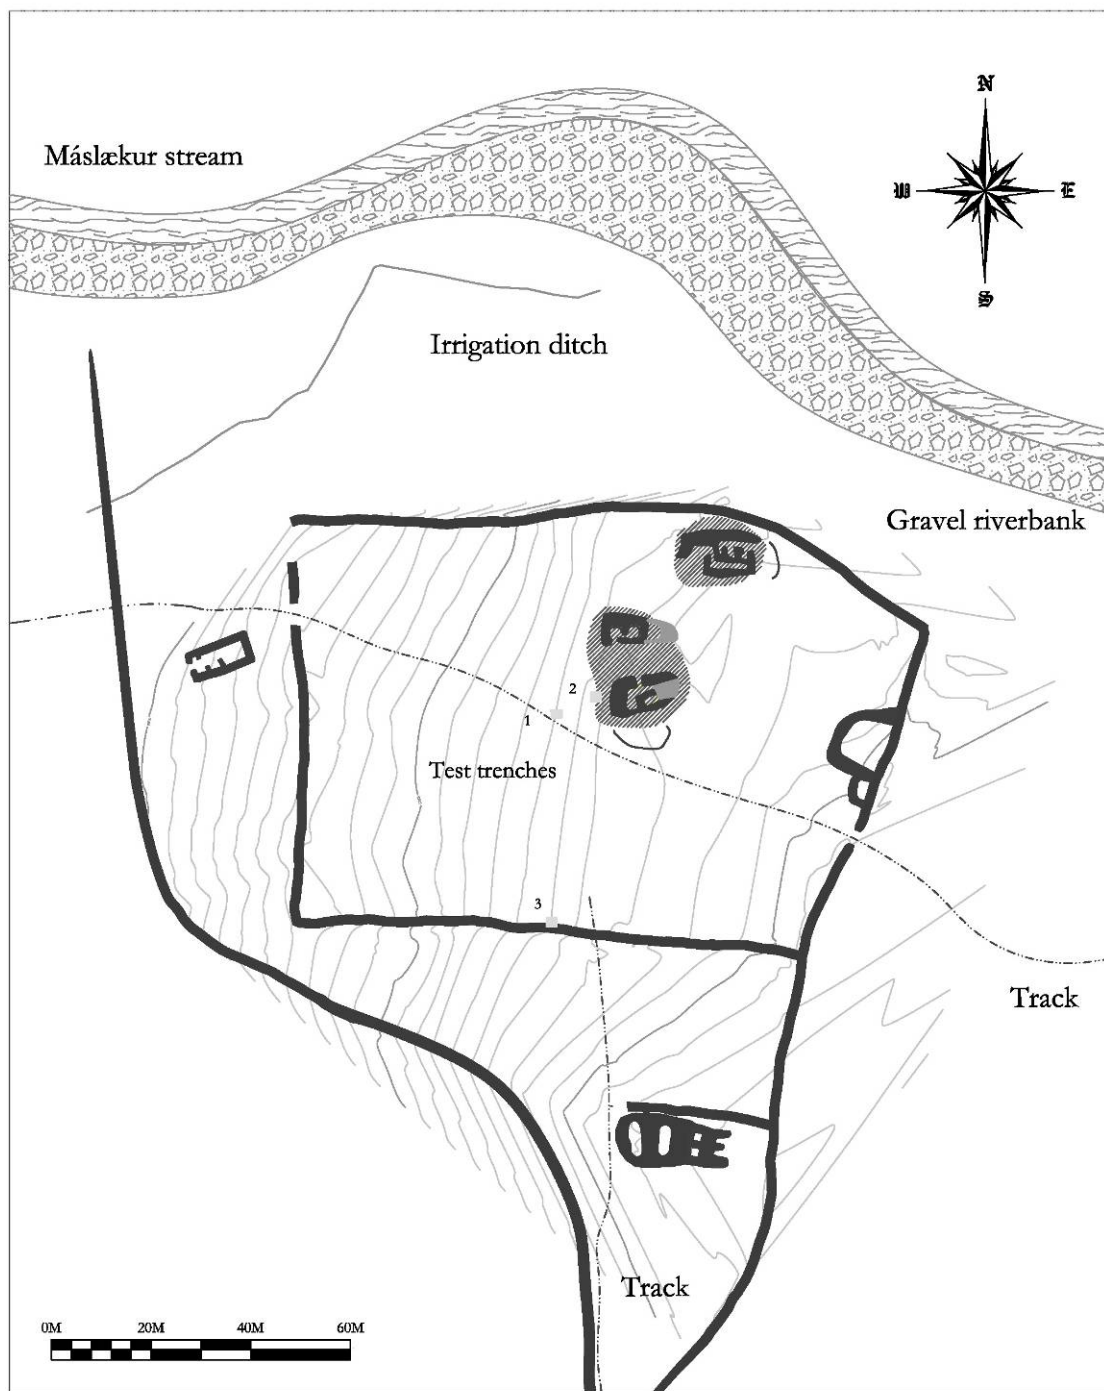 N
Máslækur stream
W E
S
Irrigation ditch
Gravel riverbank
2
1
Test trenches
3
Track
Track
0M 20M 40M 60M